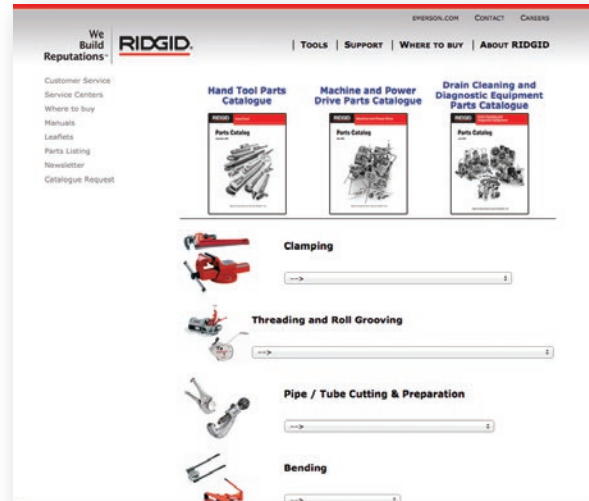 EMERSON.COM CONTACT CAREERS
We
Build
Reputations™
RIDGID®
| TOOLS | SUPPORT | WHERE TO BUY | ABOUT RIDGID
Customer Service
Service Centers
Where to buy
Manuals
Leaflets
Parts Listing
Newsletter
Catalogue Request
Hand Tool Parts
Catalogue
Machine and Power
Drive Parts Catalogue
Drain Cleaning and
Diagnostic Equipment
Parts Catalogue
RIDGID
Parts Catalog
RIDGID
Parts Catalog
RIDGID
Parts Catalog
Clamping
-->
Threading and Roll Grooving
-->
Pipe / Tube Cutting & Preparation
-->
Bending
-->